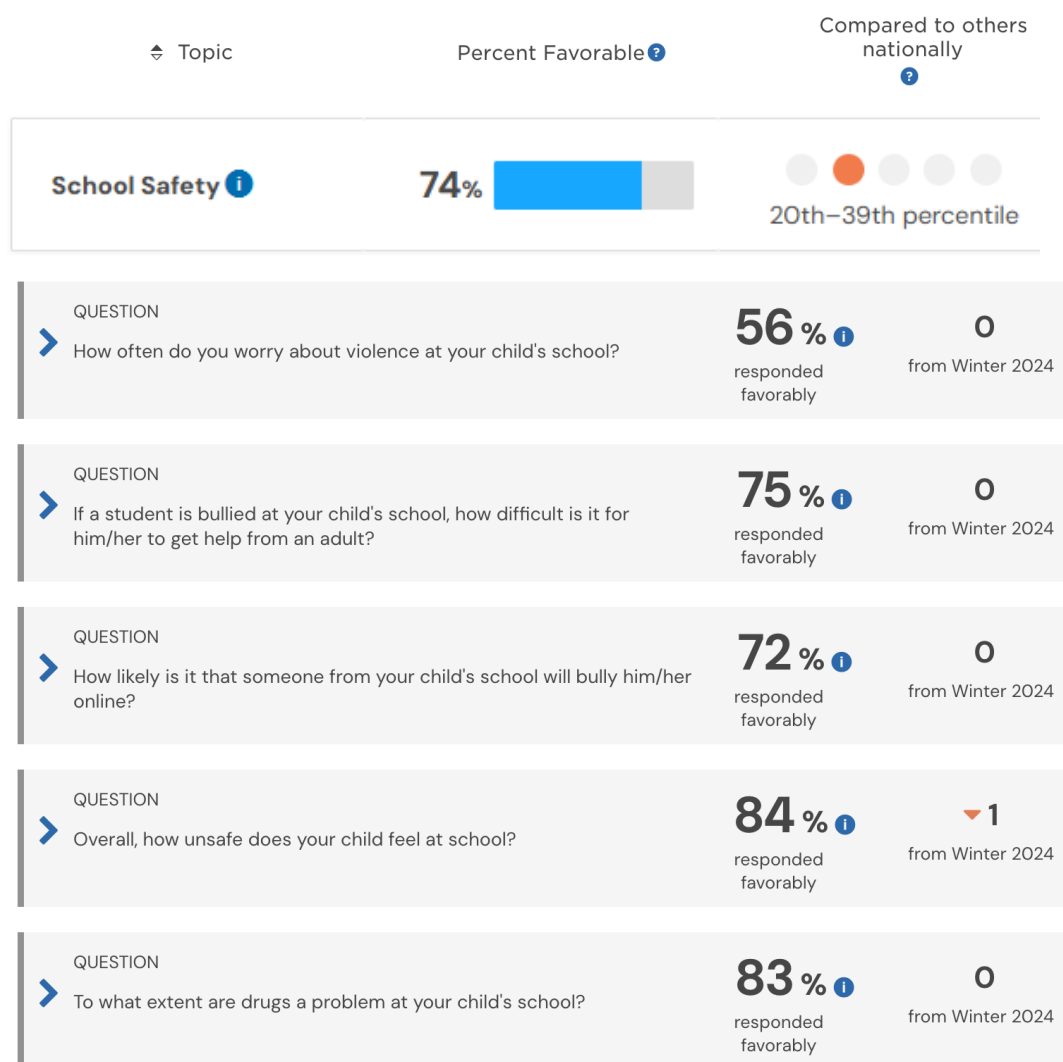 Topic
Percent Favorable
Compared to others
nationally
School Safety
74%
20th–39th percentile
QUESTION
How often do you worry about violence at your child's school?
56 %
responded
favorably
0
from Winter 2024
QUESTION
If a student is bullied at your child's school, how difficult is it for
him/her to get help from an adult?
75 %
responded
favorably
0
from Winter 2024
QUESTION
How likely is it that someone from your child's school will bully him/her
online?
72 %
responded
favorably
0
from Winter 2024
QUESTION
Overall, how unsafe does your child feel at school?
84 %
responded
favorably
1
from Winter 2024
QUESTION
To what extent are drugs a problem at your child's school?
83 %
responded
favorably
0
from Winter 2024